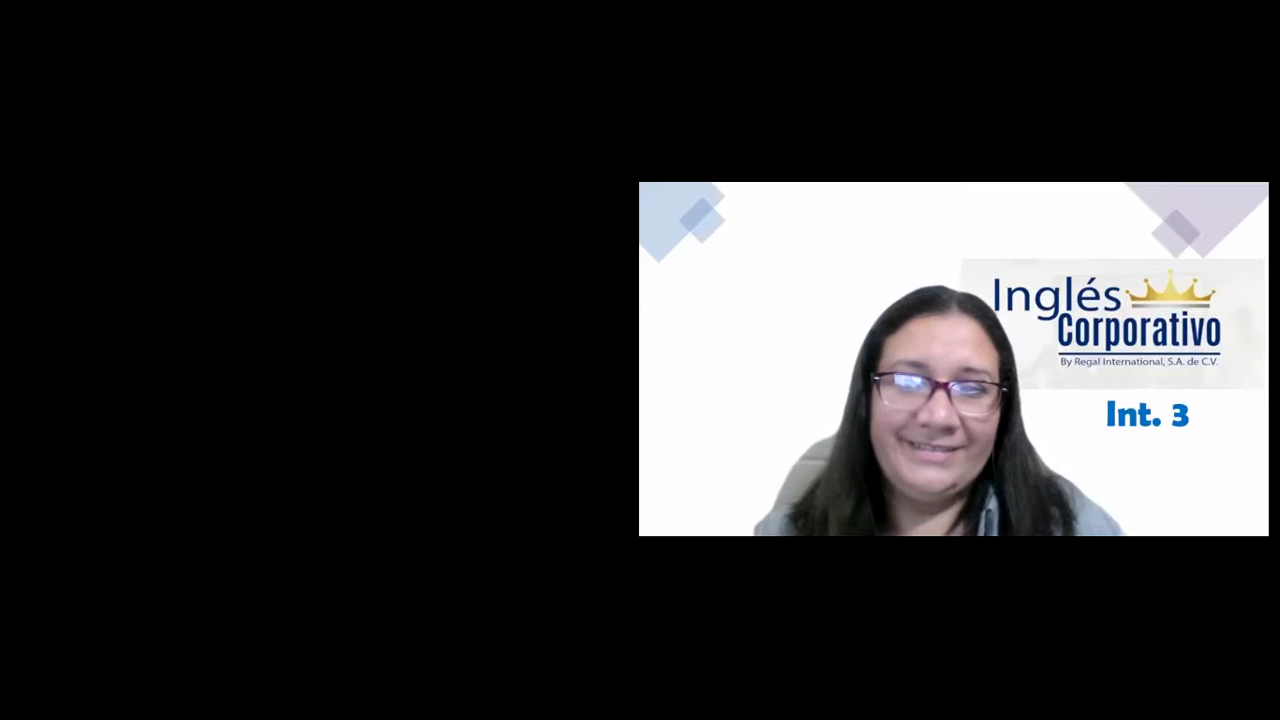 Inglés
Corporativo
By Regal International, S.A. de C.V.
Int. 3